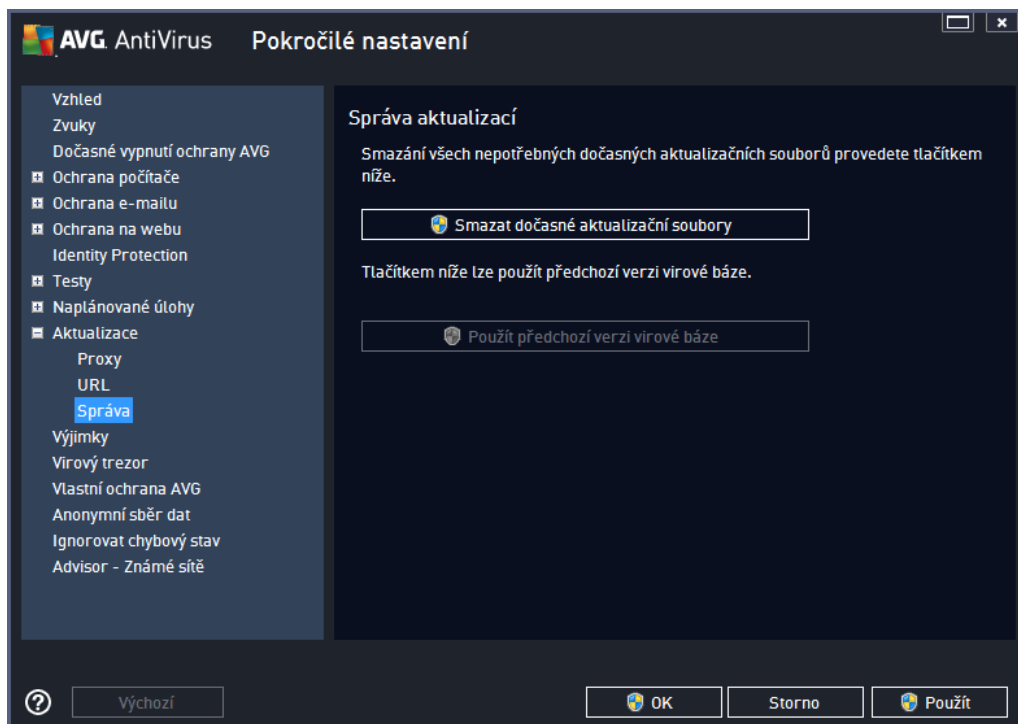 AVG AntiVirus Pokročilé nastavení
Vzhled
Zvuky
Dočasné vypnutí ochrany AVG
Ochrana počítače
Ochrana e-mailu
Ochrana na webu
Identity Protection
Testy
Naplánované úlohy
Aktualizace
Proxy
URL
Správa
Výjimky
Virový trezor
Vlastní ochrana AVG
Anonymní sběr dat
Ignorovat chybový stav
Advisor - Známé sítě
Správa aktualizací
Smazání všech nepotřebných dočasných aktualizačních souborů provedete tlačítkem
níže.
Smazat dočasné aktualizační soubory
Tlačítkem níže lze použít předchozí verzi virové báze.
Použít předchozí verzi virové báze
Výchozí
OK
Storno
Použít